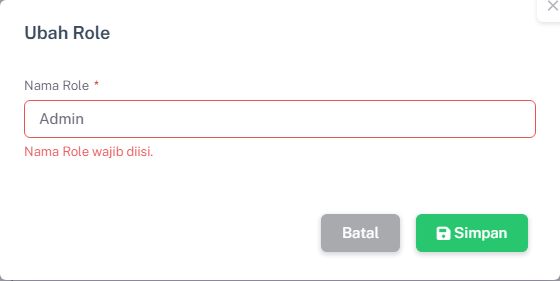 Ubah Role
Nama Role *
Admin
Nama Role wajib diisi.
Batal
Simpan